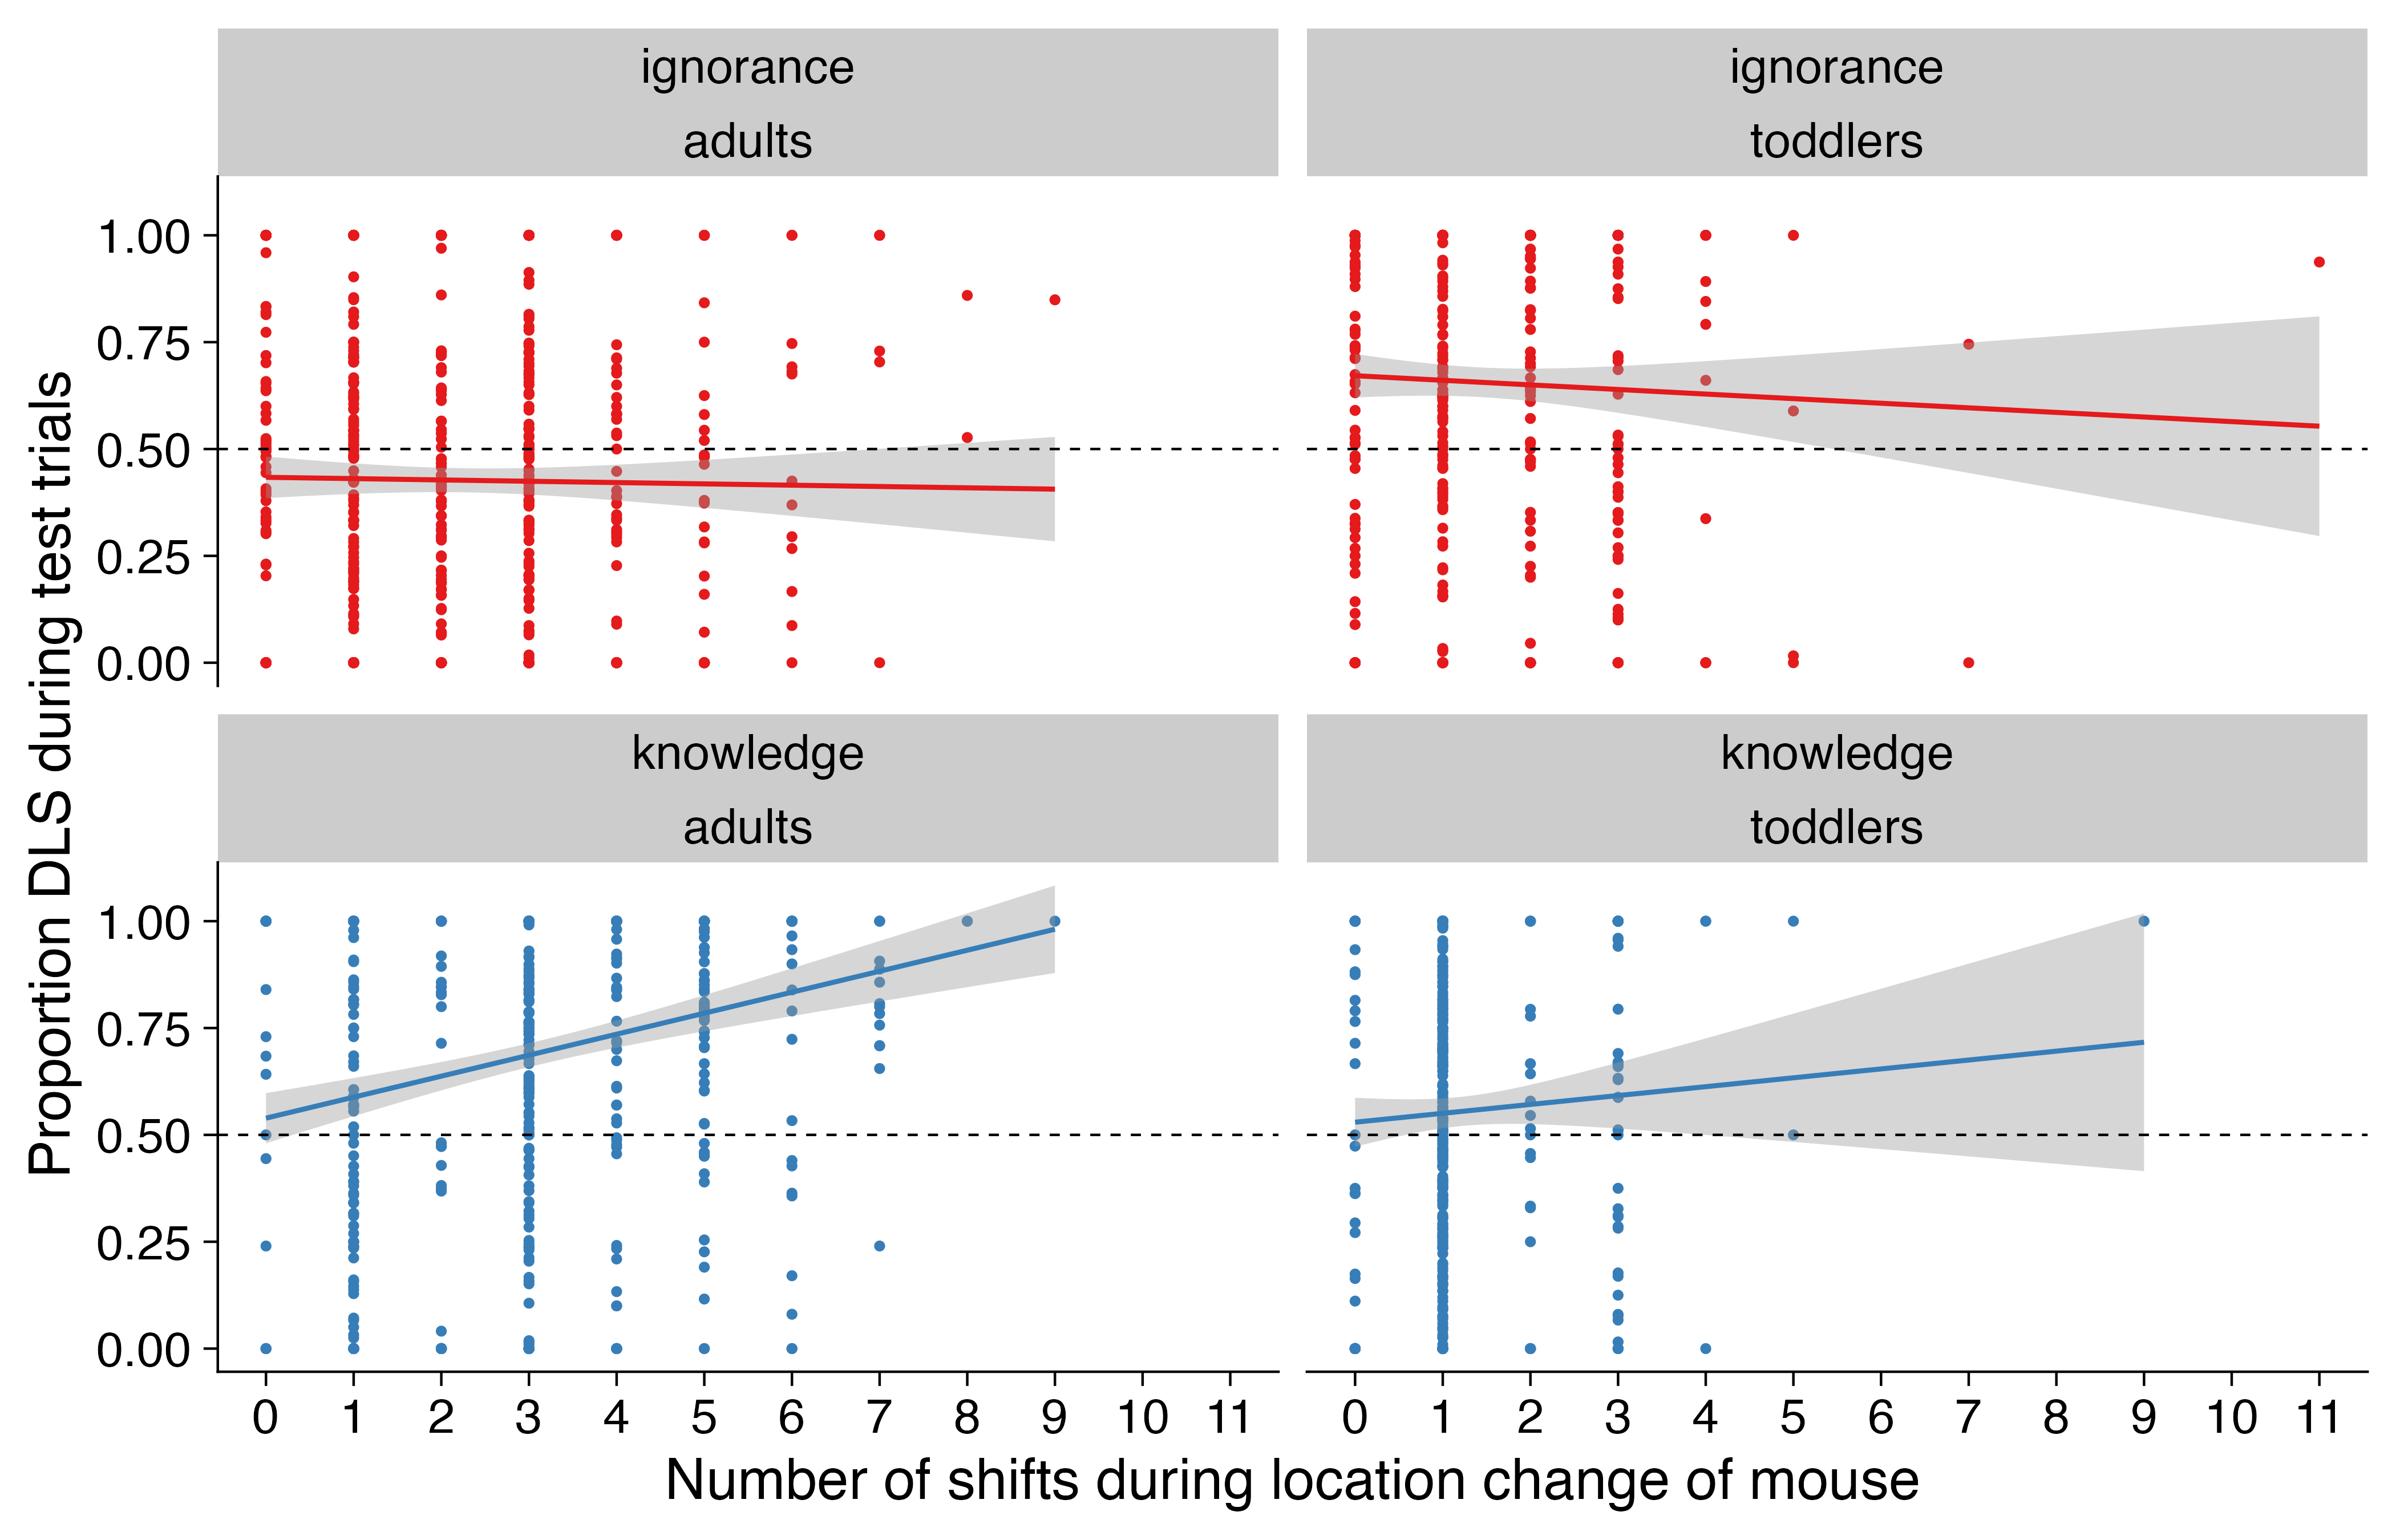 ignorance
adults
ignorance
toddlers
1.00
0.75
0.50
0.25
0.00
knowledge
adults
knowledge
toddlers
1.00
0.75
0.50
0.25
0.00
0 1 2 3 4 5 6 7 8 9 10 11
0 1 2 3 4 5 6 7 8 9 10 11
Number of shifts during location change of mouse
Proportion DLS during test trials